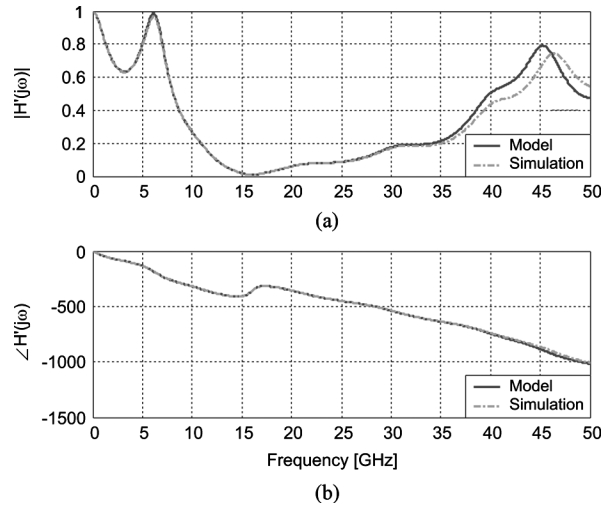 1
0.8
0.6
0.4
0.2
0
|H'(jω)|
Model
Simulation
0 5 10 15 20 25 30 35 40 45 50
(a)
0
-500
-1000
-1500
∠H'(jω)
Model
Simulation
0 5 10 15 20 25 30 35 40 45 50
Frequency [GHz]
(b)